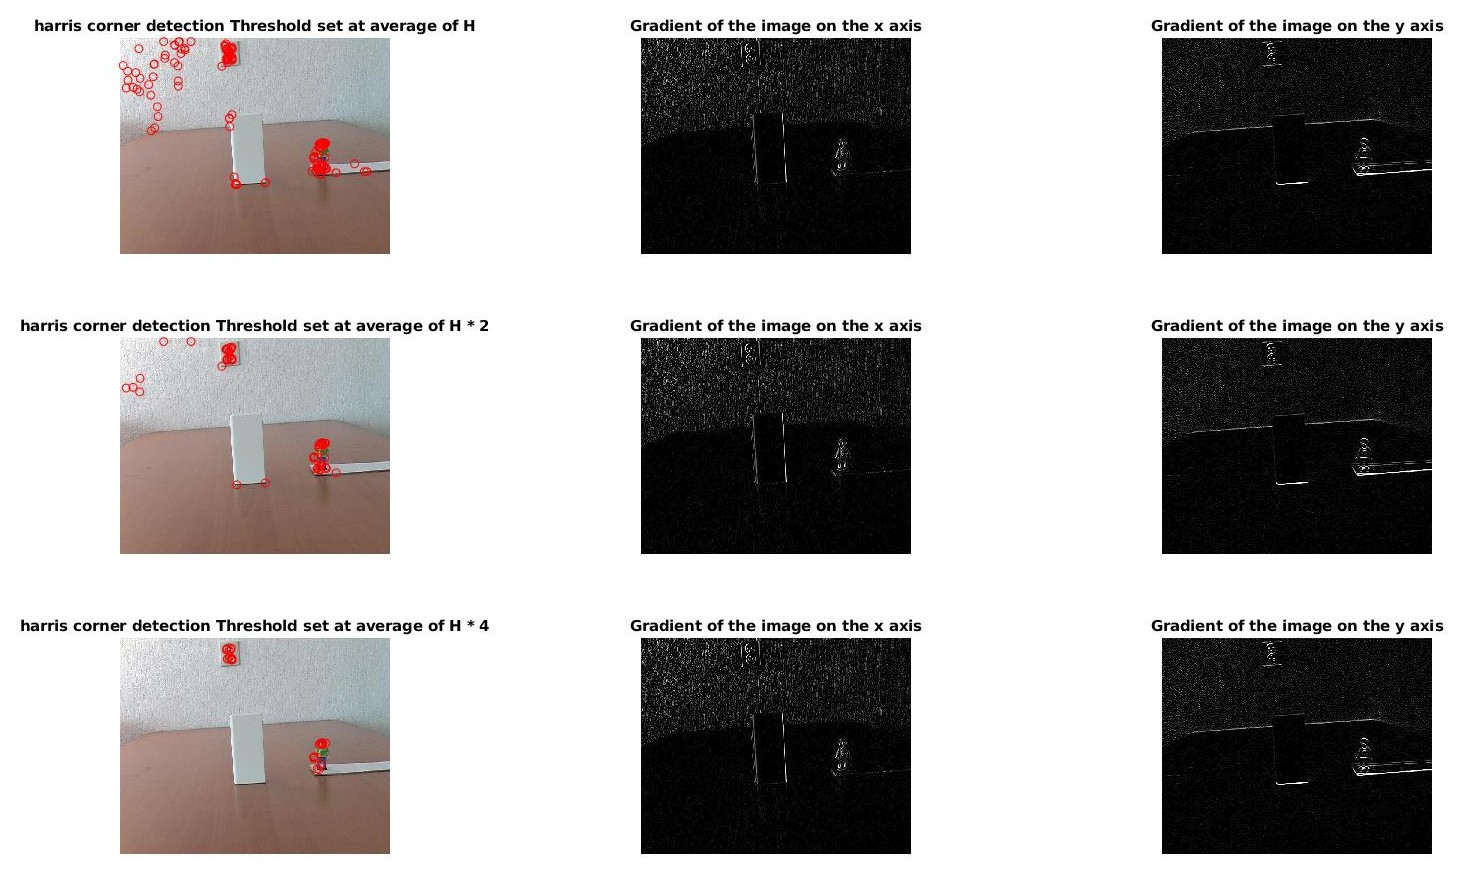 harris corner detection Threshold set at average of H
Gradient of the image on the x axis
Gradient of the image on the y axis
harris corner detection Threshold set at average of H * 2
Gradient of the image on the x axis
Gradient of the image on the y axis
harris corner detection Threshold set at average of H * 4
Gradient of the image on the x axis
Gradient of the image on the y axis